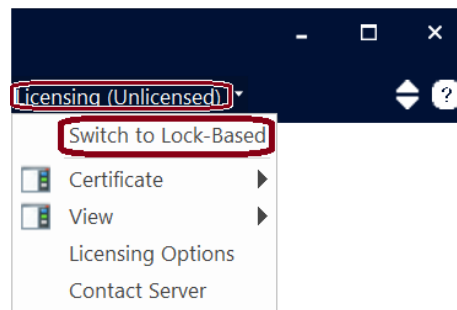 Licensing (Unlicensed)
?
Switch to Lock-Based
Certificate
View
Licensing Options
Contact Server